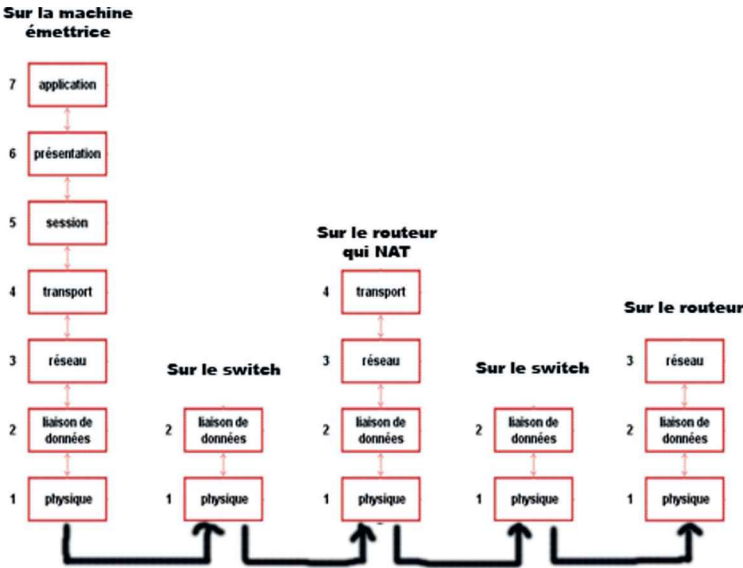 Sur la machine
émettrice
7 application
6 présentation
5 session
4 transport
3 réseau
2 liaison de
données
1 physique
Sur le switch
2 liaison de
données
1 physique
Sur le routeur
qui NAT
4 transport
3 réseau
2 liaison de
données
1 physique
Sur le switch
2 liaison de
données
1 physique
Sur le routeur
3 réseau
2 liaison de
données
1 physique